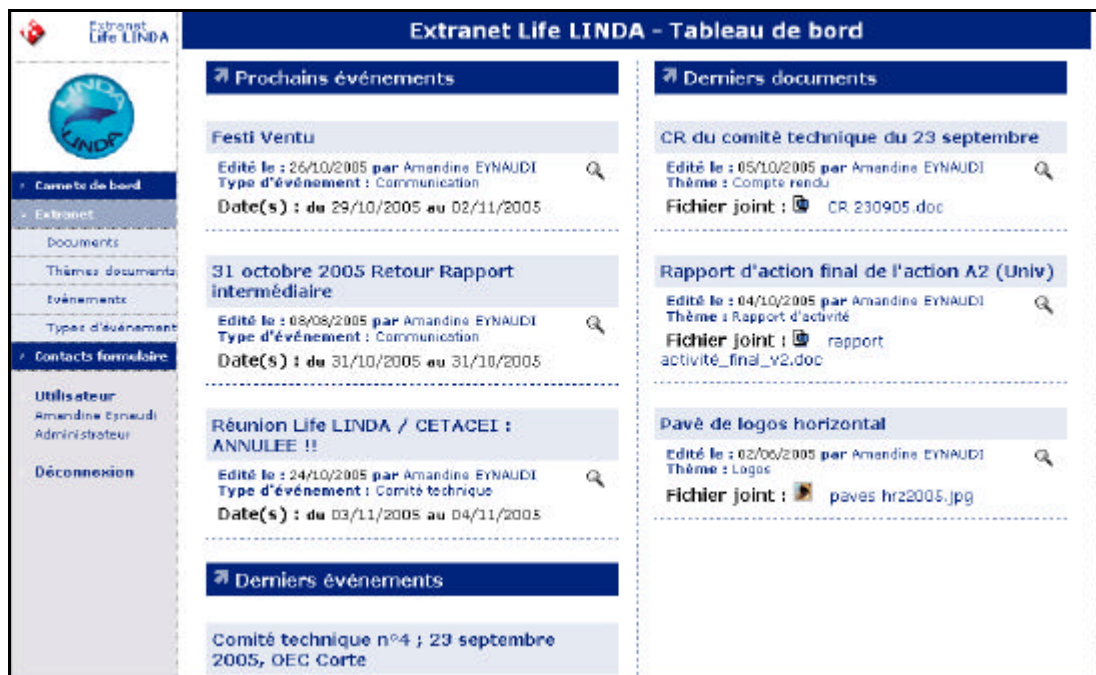 Extranet
Life LINDA
LINDA
LINDA
Carnets de bord
Extranet
Documents
Thèmes documents
Evènements
Types d'événement
Contacts formulaire
Utilisateur
Amandine Eynaudi
Administrateur
Déconnexion
Extranet Life LINDA - Tableau de bord
Prochains événements
Festi Ventu
Edité le : 26/10/2005 par Amandine EYNAUDI
Type d'événement : Communication
Date(s) : du 29/10/2005 au 02/11/2005
31 octobre 2005 Retour Rapport
intermédiaire
Edité le : 08/08/2005 par Amandine EYNAUDI
Type d'événement : Communication
Date(s) : du 31/10/2005 au 31/10/2005
Réunion Life LINDA / CETACEI :
ANNULEE !!
Edité le : 24/10/2005 par Amandine EYNAUDI
Type d'événement : Comité technique
Date(s) : du 03/11/2005 au 04/11/2005
Derniers événements
Comité technique n°4 ; 23 septembre
2005, OEC Corte
Derniers documents
CR du comité technique du 23 septembre
Edité le : 05/10/2005 par Amandine EYNAUDI
Thème : Compte rendu
Fichier joint : CR 230905.doc
Rapport d'action final de l'action A2 (Univ)
Edité le : 04/10/2005 par Amandine EYNAUDI
Thème : Rapport d'activité
Fichier joint : rapport
activité_final_v2.doc
Pavé de logos horizontal
Edité le : 02/06/2005 par Amandine EYNAUDI
Thème : Logos
Fichier joint : paves hrz2005.jpg